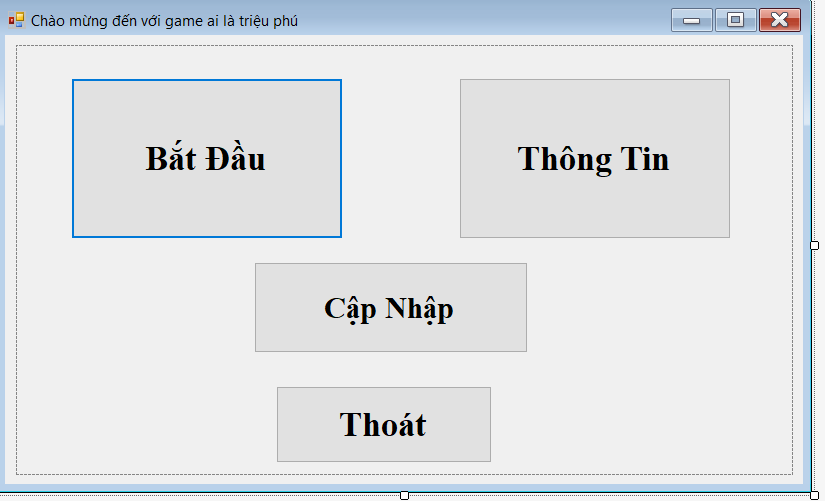 Chào mừng đến với game ai là triệu phú
Bắt Đầu
Thông Tin
Cập Nhập
Thoát